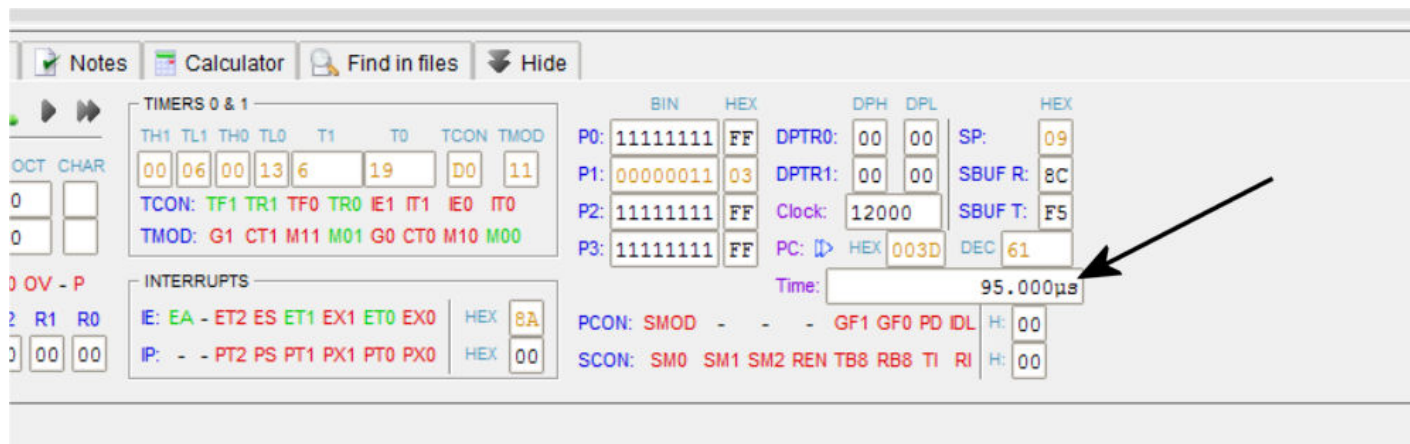 Notes Calculator Find in files Hide
TIMERS 0 & 1
TH1 TL1 TH0 TL0 T1 T0 TCON TMOD
00 06 00 13 6 19 D0 11
TCON: TF1 TR1 TF0 TR0 IE1 IT1 IE0 IT0
TMOD: G1 CT1 M11 M01 G0 CT0 M10 M00
INTERRUPTS
IE: EA - ET2 ES ET1 EX1 ET0 EX0 HEX 8A
IP: - - PT2 PS PT1 PX1 PT0 PX0 HEX 00
OCT CHAR
0
0
0 OV - P
R1 R0
00 00
BIN HEX DPH DPL HEX
P0: 11111111 FF DPTR0: 00 00 SP: 09
P1: 00000011 03 DPTR1: 00 00 SBUF R: 8C
P2: 11111111 FF Clock: 12000 SBUF T: F5
P3: 11111111 FF PC: HEX 003D DEC 61
Time: 95.000µs
PCON: SMOD - - - GF1 GF0 PD IDL H: 00
SCON: SM0 SM1 SM2 REN TB8 RB8 TI RI H: 00